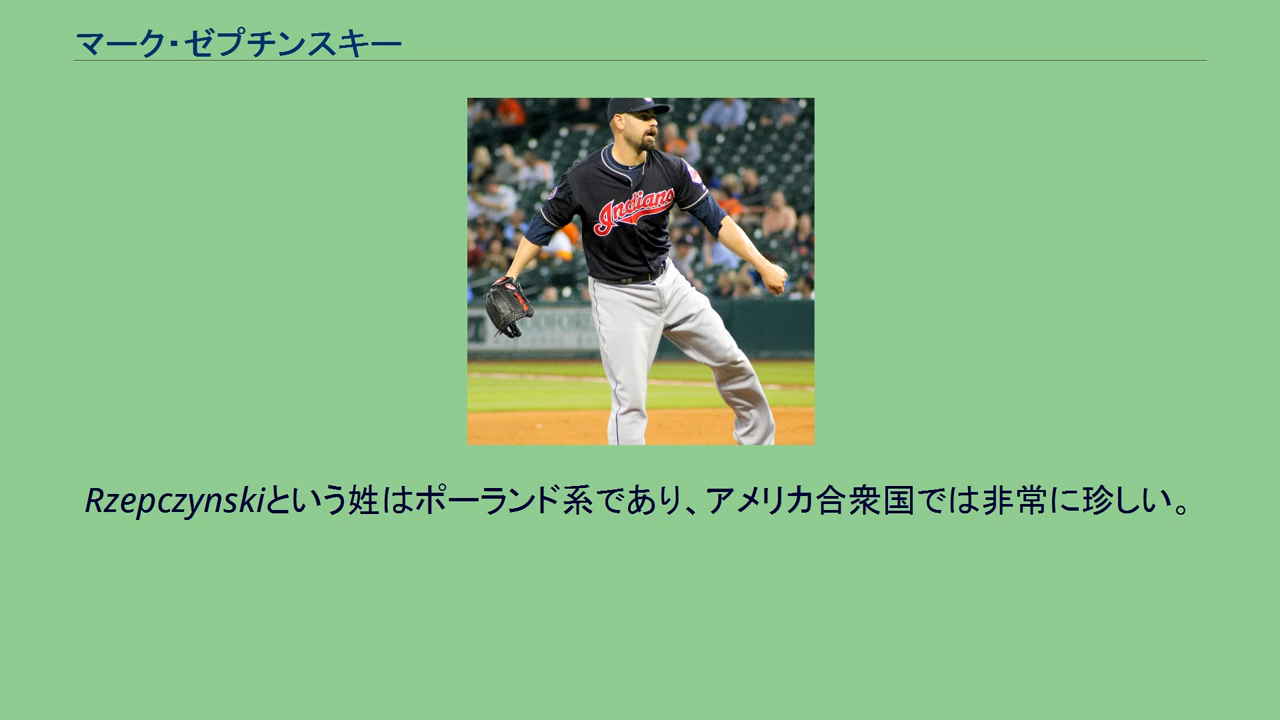 マーク・ゼプチンスキー
Indians
Rzepczynskiという姓はポーランド系であり、アメリカ合衆国では非常に珍しい。